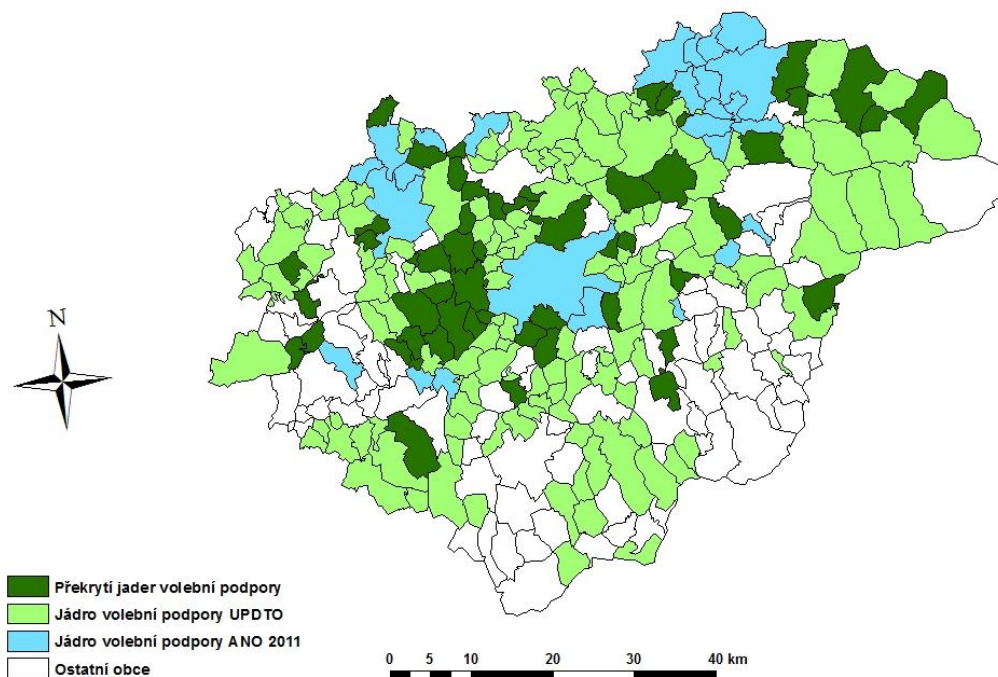 N
Překrytí jader volební podpory
Jádro volební podpory UPDTO
Jádro volební podpory ANO 2011
Ostatní obce
0 5 10 20 30 40 km